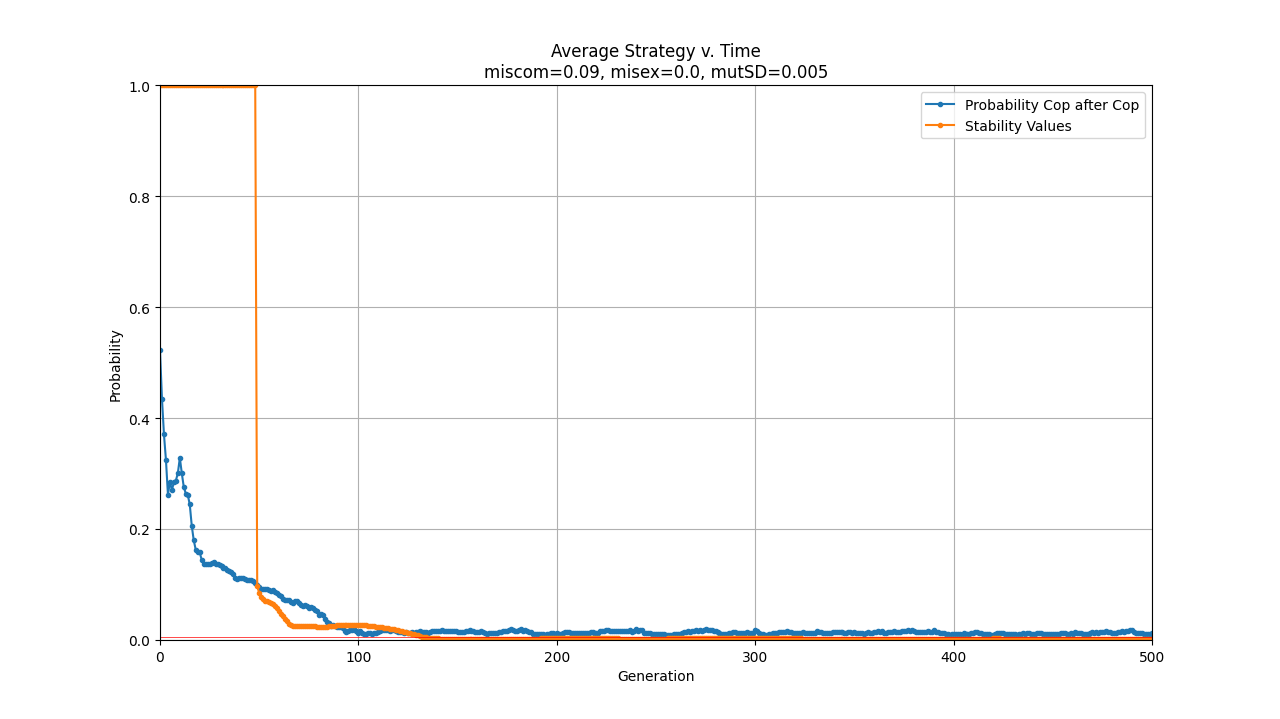 Average Strategy v. Time
miscom=0.09, misex=0.0, mutSD=0.005
Probability Cop after Cop
Stability Values
Probability
1.0
0.8
0.6
0.4
0.2
0.0
0 100 200 300 400 500
Generation